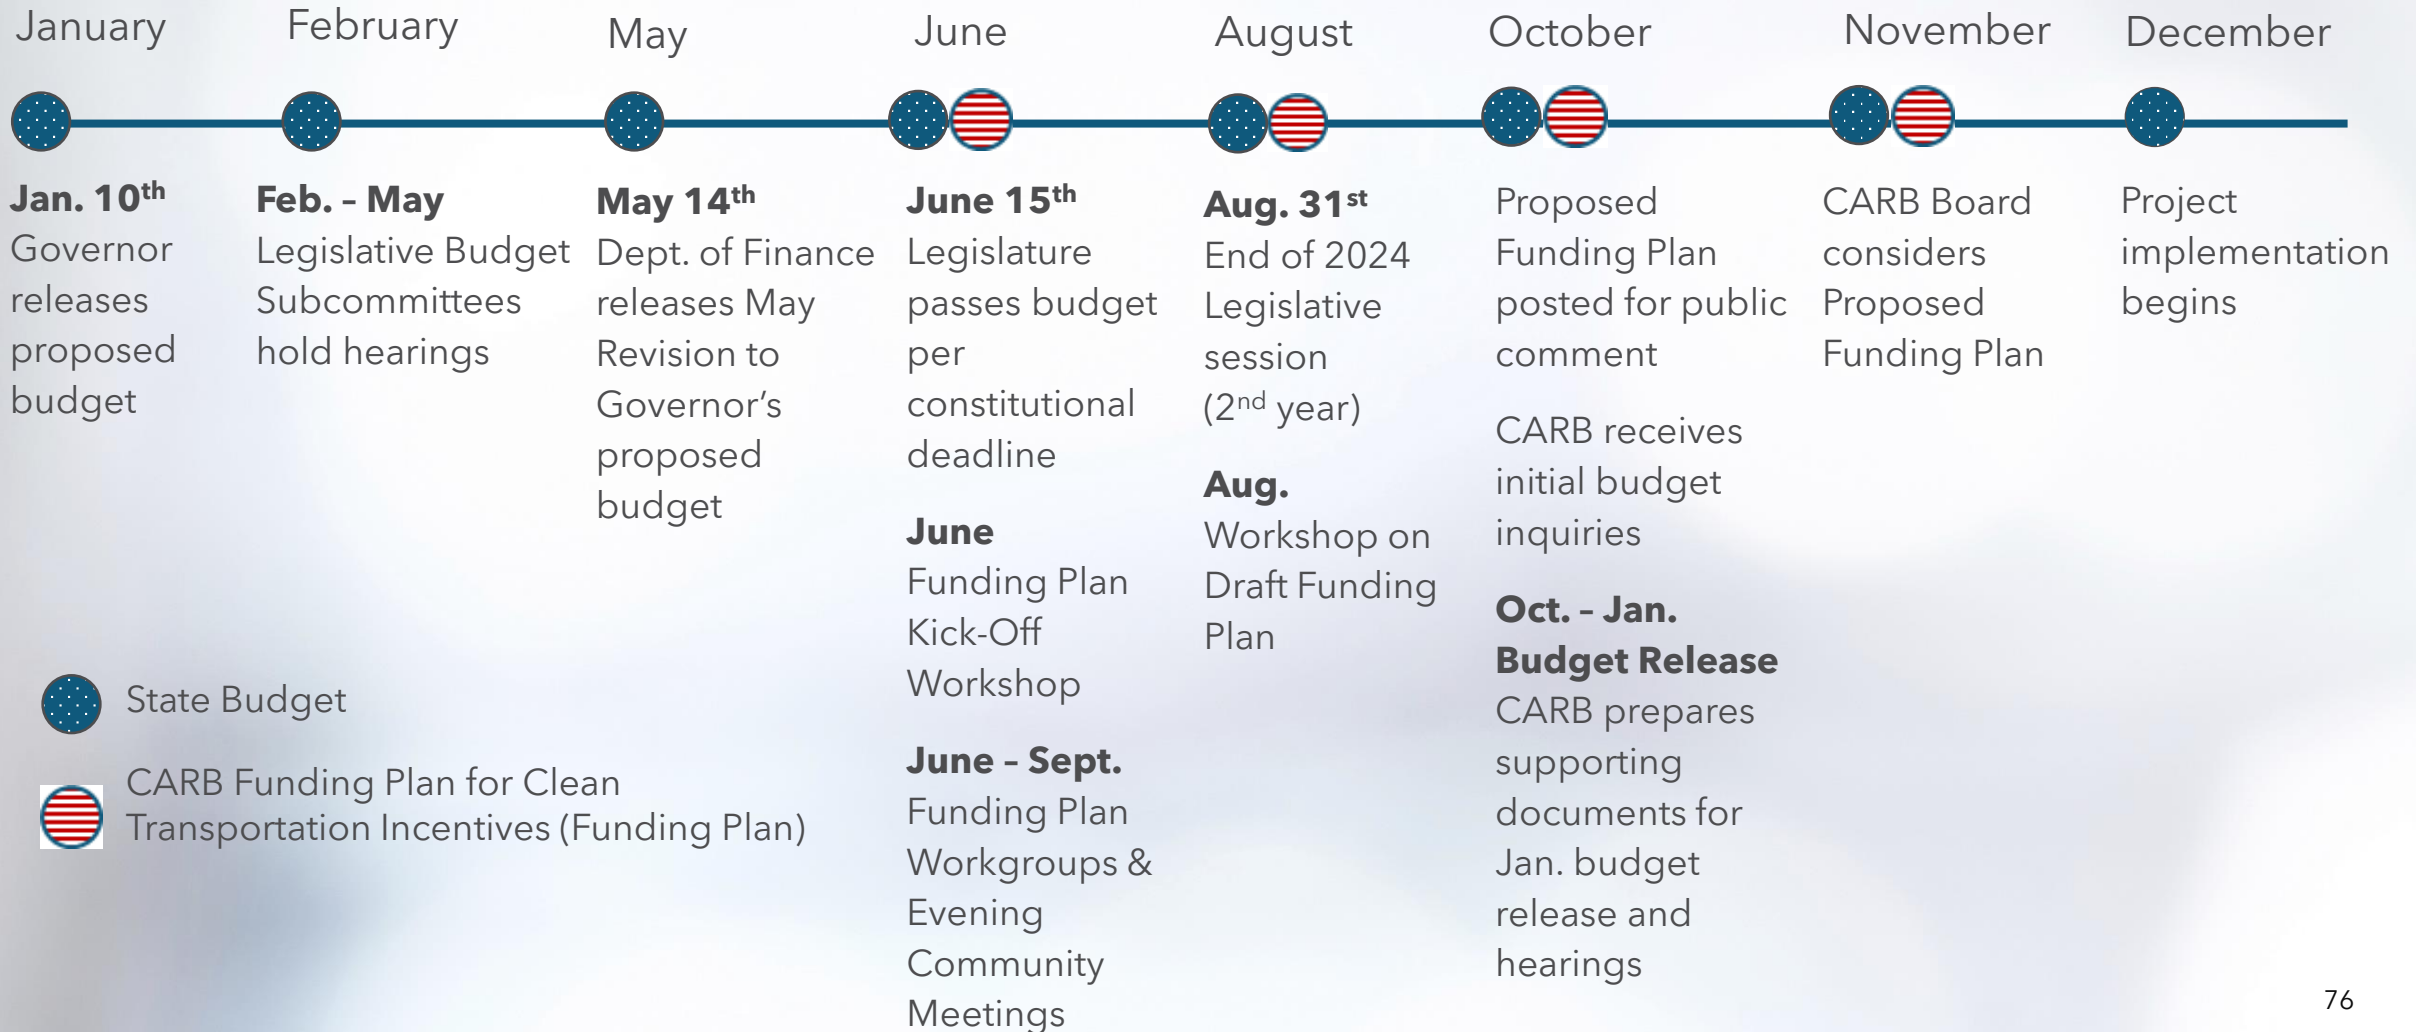 January
February
May
June
August
October
November
December
Jan. 10th
Governor
releases
proposed
budget
Feb. – May
Legislative Budget
Subcommittees
hold hearings
May 14th
Dept. of Finance
releases May
Revision to
Governor’s
proposed
budget
June 15th
Legislature
passes budget
per
constitutional
deadline
June
Funding Plan
Kick-Off
Workshop
June – Sept.
Funding Plan
Workgroups &
Evening
Community
Meetings
Aug. 31st
End of 2024
Legislative
session
(2nd year)
Aug.
Workshop on
Draft Funding
Plan
Proposed
Funding Plan
posted for public
comment
CARB receives
initial budget
inquiries
Oct. – Jan.
Budget Release
CARB prepares
supporting
documents for
Jan. budget
release and
hearings
CARB Board
considers
Proposed
Funding Plan
Project
implementation
begins
State Budget
CARB Funding Plan for Clean
Transportation Incentives (Funding Plan)
76